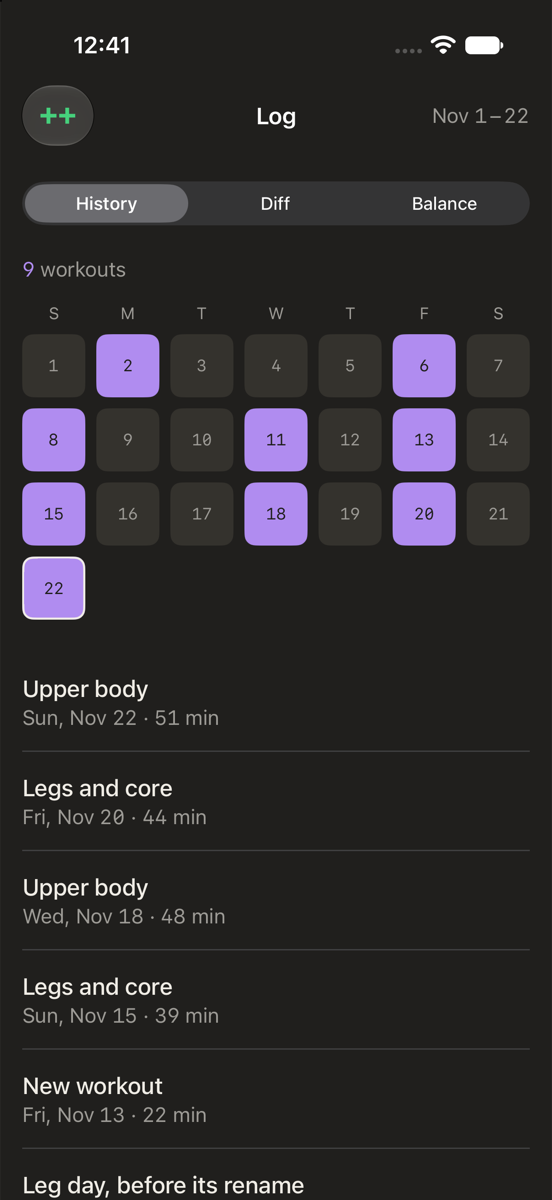 12:41
++
Log
Nov 1–22
History
Diff
Balance
9 workouts
S M T W T F S
1 2 3 4 5 6 7
8 9 10 11 12 13 14
15 16 17 18 19 20 21
22
Upper body
Sun, Nov 22 · 51 min
Legs and core
Fri, Nov 20 · 44 min
Upper body
Wed, Nov 18 · 48 min
Legs and core
Sun, Nov 15 · 39 min
New workout
Fri, Nov 13 · 22 min
Leg day, before its rename